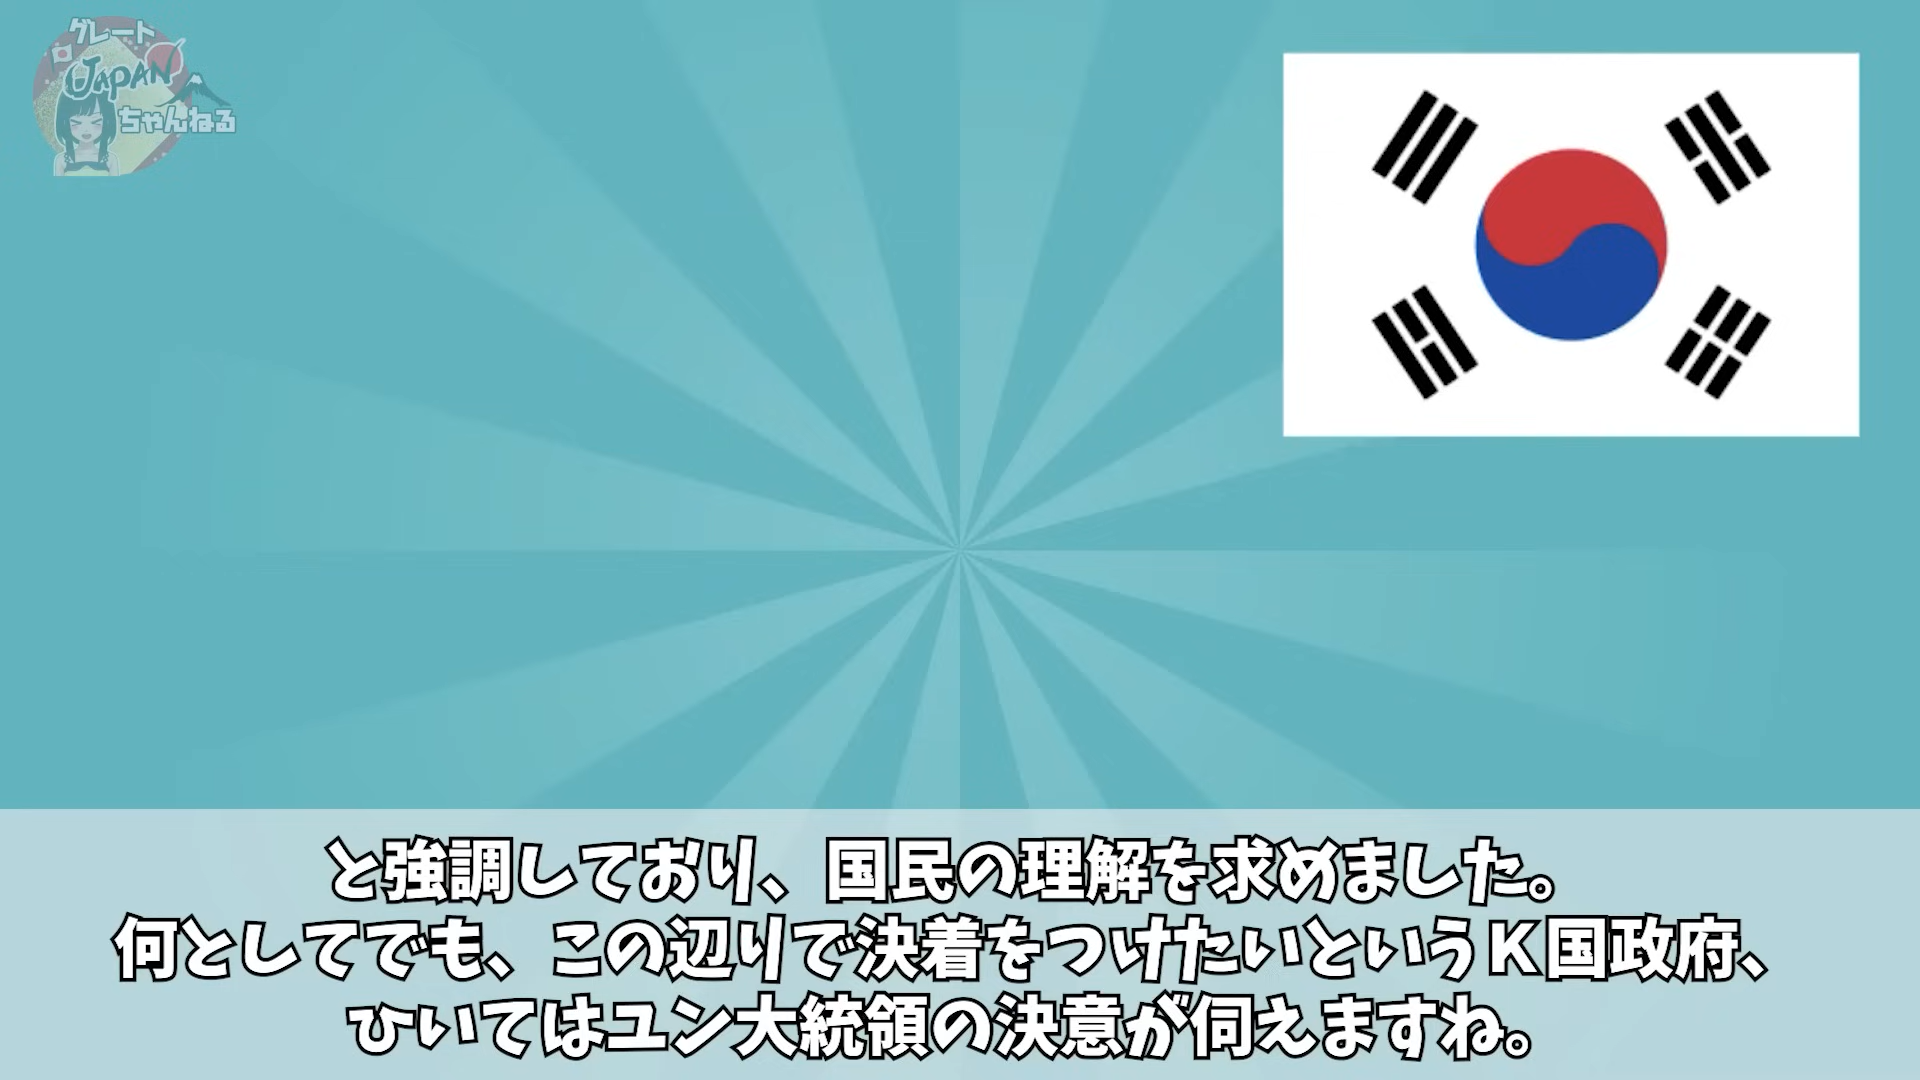 グレート
JAPAN
ちゃんねる
と強調しており、国民の理解を求めました。
何としてでも、この辺りで決着をつけたいというK国政府、
ひいてはユン大統領の決意が伺えますね。